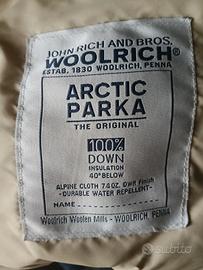 JOHN RICH AND BROS.
WOOLRICH®
ESTAB. 1830 WOOLRICH, PENNA
ARCTIC
PARKA
THE ORIGINAL
100%
DOWN
INSULATION
40° BELOW
ALPINE CLOTH 7.4 OZ. DWR Finish
-DURABLE WATER REPELLENT-
NAME
Woolrich Woolen Mills - WOOLRICH, PENNA.
Subito